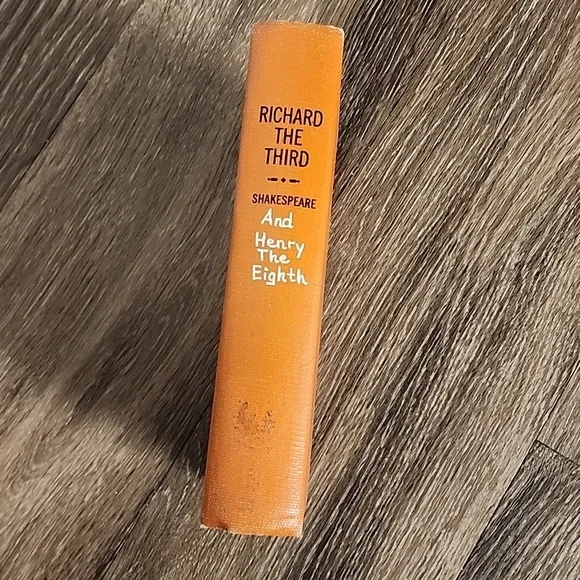 RICHARD
THE
THIRD
SHAKESPEARE
And
Henry
The
Eighth